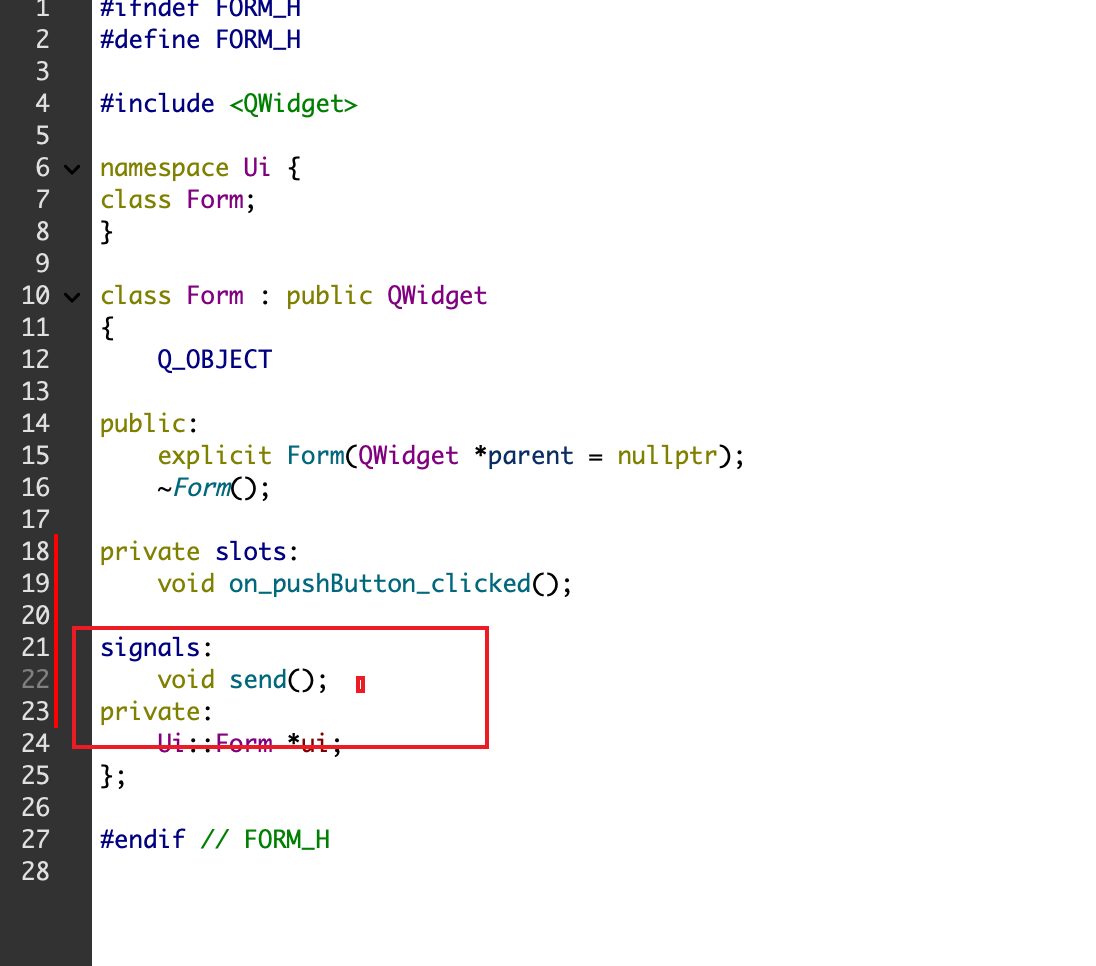 1 #ifndef FORM_H
2 #define FORM_H
3
4 #include <QWidget>
5
6 namespace Ui {
7 class Form;
8 }
9
10 class Form : public QWidget
11 {
12     Q_OBJECT
13
14 public:
15     explicit Form(QWidget *parent = nullptr);
16     ~Form();
17
18 private slots:
19     void on_pushButton_clicked();
20
21 signals:
22     void send();
23 private:
24     Ui::Form *ui;
25 };
26
27 #endif // FORM_H
28